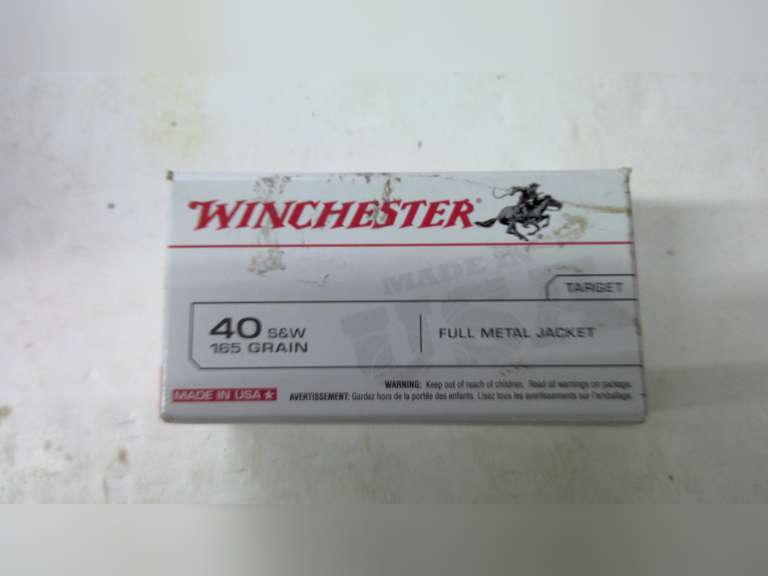 WINCHESTER
MADE IN
USA
TARGET
40 S&W
165 GRAIN
FULL METAL JACKET
MADE IN USA
WARNING: Keep out of reach of children. Read all warnings on package.
AVERTISSEMENT: Gardez hors de la portée des enfants. Lisez tous les avertissements sur l'emballage.